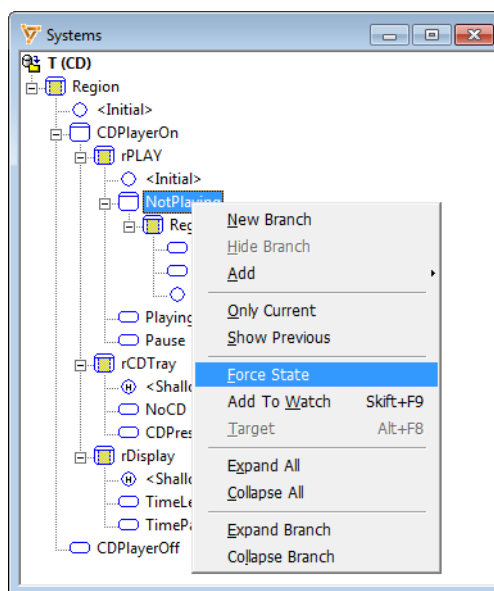 Systems
T (CD)
Region
<Initial>
CDPlayerOn
rPLAY
<Initial>
NotPlaying
New Branch
Hide Branch
Add
Playing
Only Current
Pause
Show Previous
rCDTray
Force State
NoCD
Add To Watch Skift+F9
Target Alt+F8
rDisplay
Expand All
Collapse All
Expand Branch
CDPlayerOff
Collapse Branch